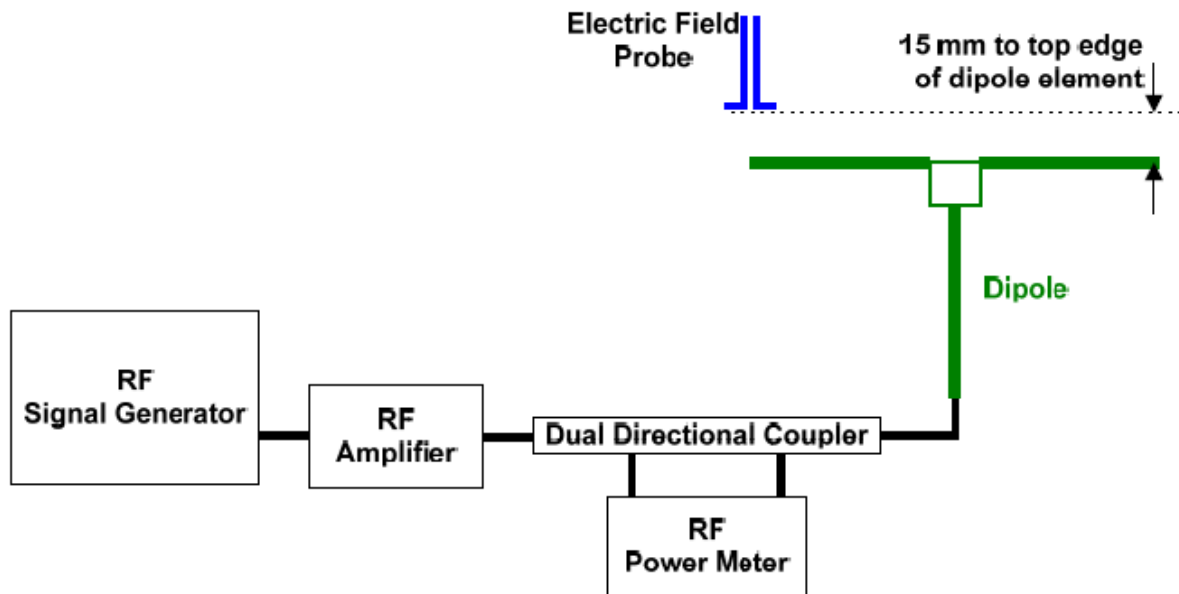 Electric Field
Probe
15 mm to top edge
of dipole element
Dipole
RF
Signal Generator
RF
Amplifier
Dual Directional Coupler
RF
Power Meter